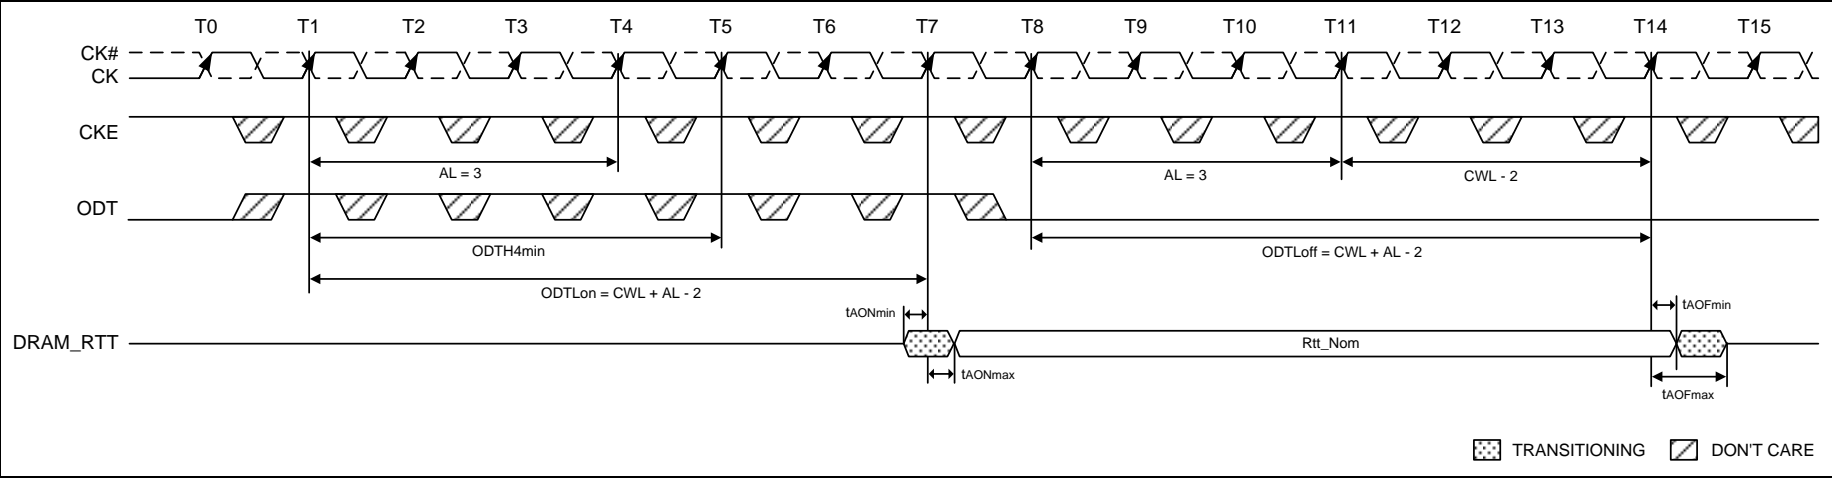 T0 T1 T2 T3 T4 T5 T6 T7 T8 T9 T10 T11 T12 T13 T14 T15
CK#
CK
CKE
AL = 3 AL = 3 CWL - 2
ODT
ODTH4min ODTLoff = CWL + AL - 2
ODTLon = CWL + AL - 2
tAONmin tAOFmin
DRAM_RTT Rtt_Nom
tAONmax
tAOFmax
TRANSITIONING DON'T CARE